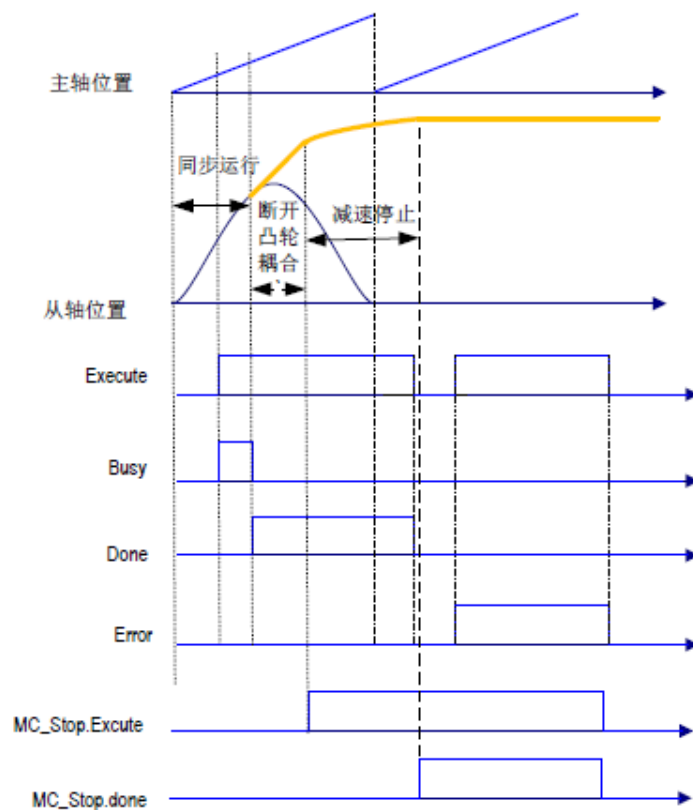 主轴位置
同步运行
断开
凸轮
耦合
减速停止
从轴位置
Execute
Busy
Done
Error
MC_Stop.Excute
MC_Stop.done